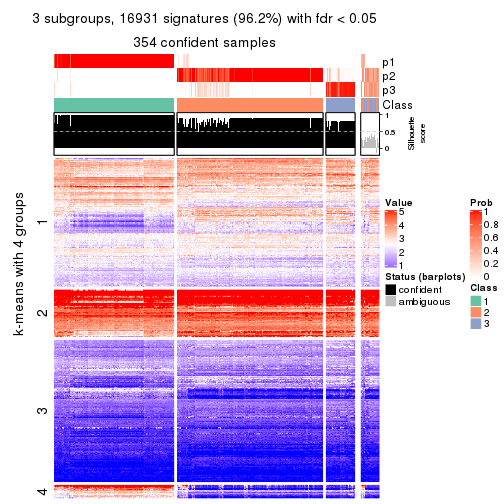 3 subgroups, 16931 signatures (96.2%) with fdr < 0.05
354 confident samples
p1
p2
p3
Class
1
0.5
0
Silhouette
score
k-means with 4 groups
1
2
3
4
Value
5
4
3
2
1
Status (barplots)
confident
ambiguous
Prob
1
0.8
0.6
0.4
0.2
0
Class
1
2
3